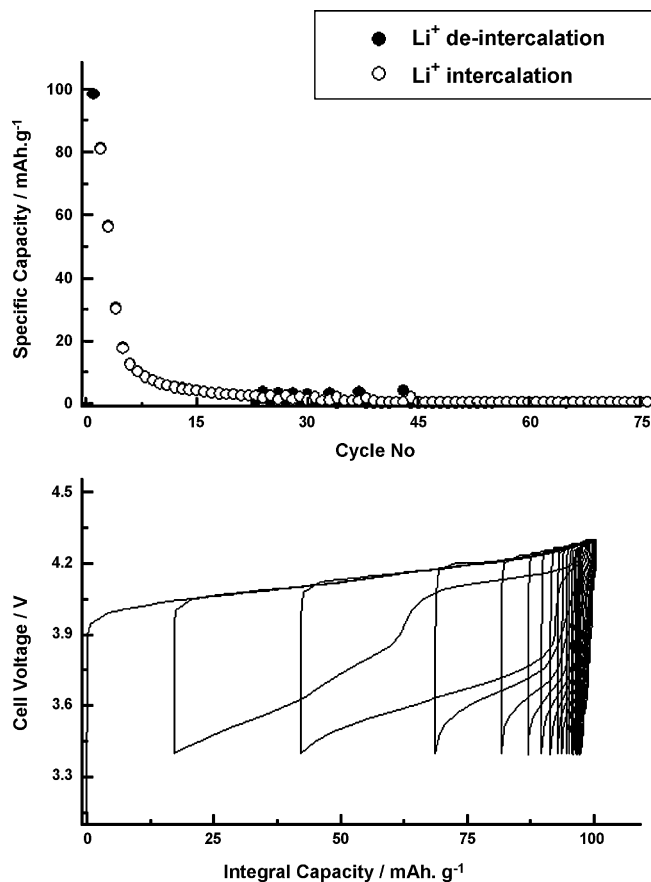 Li⁺ de-intercalation
Li⁺ intercalation
100
80
60
40
20
0
Specific Capacity / mAh.g⁻¹
0 15 30 45 60 75
Cycle No
4.5
4.2
3.9
3.6
3.3
Cell Voltage / V
0 25 50 75 100
Integral Capacity / mAh. g⁻¹